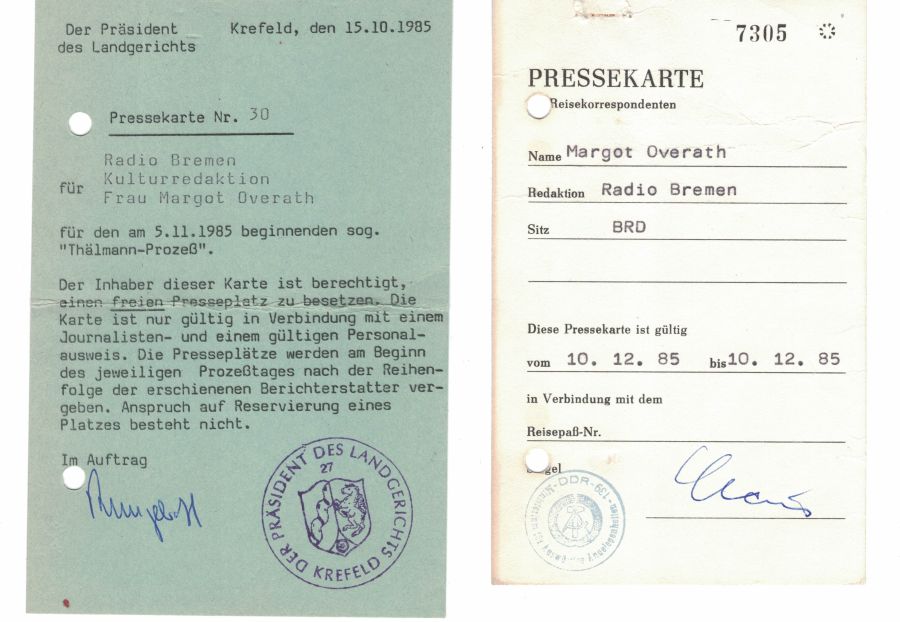 Der Präsident
des Landgerichts
Krefeld, den 15.10.1985
Pressekarte Nr. 30
für
Radio Bremen
Kulturredaktion
Frau Margot Overath
für den am 5.11.1985 beginnenden sog.
"Thälmann-Prozeß".
Der Inhaber dieser Karte ist berechtigt,
einen freien Presseplatz zu besetzen. Die
Karte ist nur gültig in Verbindung mit einem
Journalisten- und einem gültigen Personal-
ausweis. Die Presseplätze werden am Beginn
des jeweiligen Prozeßtages nach der Reihen-
folge der erschienenen Berichterstatter ver-
geben. Anspruch auf Reservierung eines
Platzes besteht nicht.
Im Auftrag
DER PRÄSIDENT DES LANDGERICHTS
27
KREFELD
7305
PRESSEKARTE
Reisekorrespondenten
Name Margot Overath
Redaktion Radio Bremen
Sitz BRD
Diese Pressekarte ist gültig
vom 10. 12. 85 bis 10. 12. 85
in Verbindung mit dem
Reisepaß-Nr.
DDR